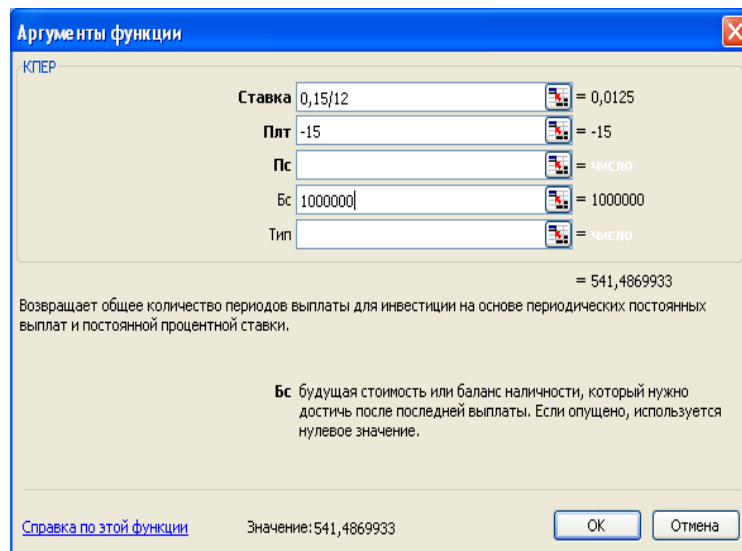 Аргументы функции
КПЕР
Ставка 0,15/12 = 0,0125
Плт -15 = -15
Пс = число
Бс 1000000 = 1000000
Тип = число
= 541,4869933
Возвращает общее количество периодов выплаты для инвестиции на основе периодических постоянных
выплат и постоянной процентной ставки.
Бс будущая стоимость или баланс наличности, который нужно
достичь после последней выплаты. Если опущено, используется
нулевое значение.
Справка по этой функции Значение:541,4869933 ОК Отмена